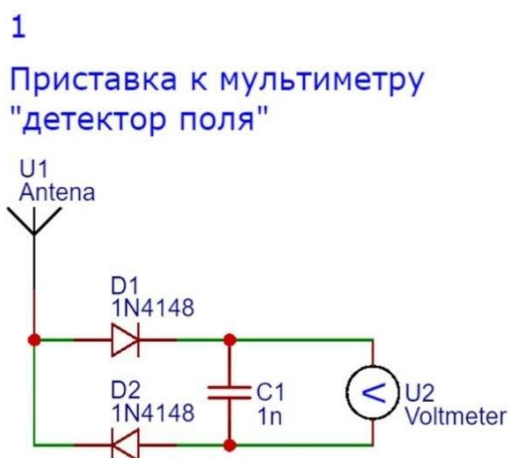 1
Приставка к мультиметру
"детектор поля"
U1
Antena
D1
1N4148
D2
1N4148
C1
1n
V
U2
Voltmeter